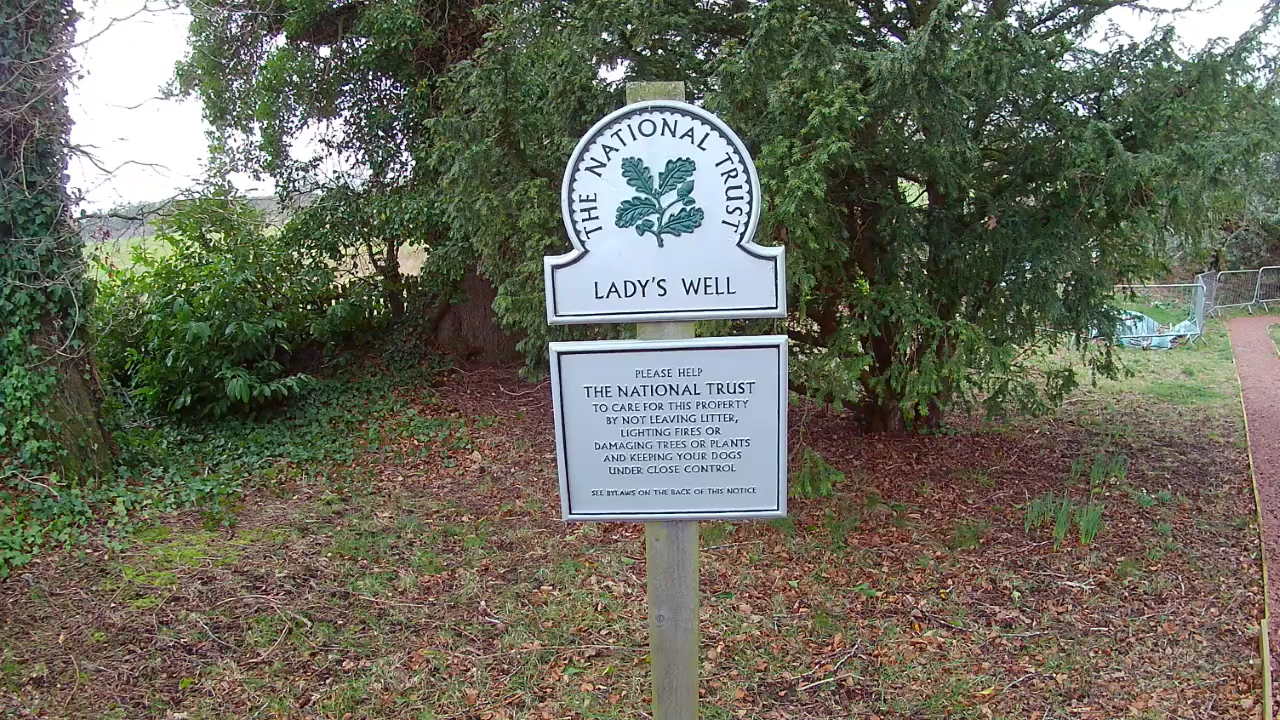 THE NATIONAL TRUST
LADY'S WELL
PLEASE HELP
THE NATIONAL TRUST
TO CARE FOR THIS PROPERTY
BY NOT LEAVING LITTER,
LIGHTING FIRES OR
DAMAGING TREES OR PLANTS
AND KEEPING YOUR DOGS
UNDER CLOSE CONTROL
SEE BYLAWS ON THE BACK OF THIS NOTICE